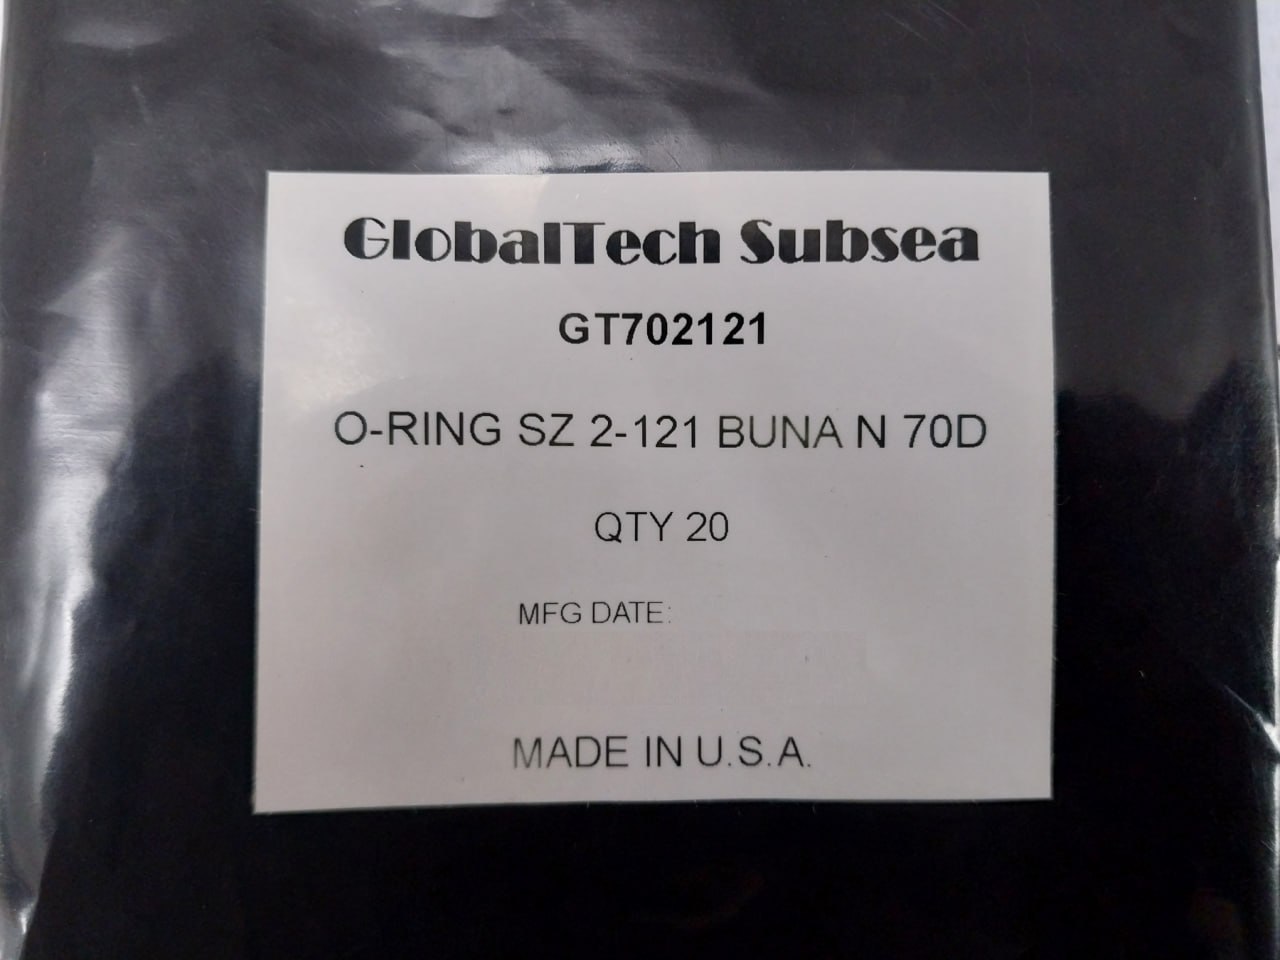 GlobalTech Subsea
GT702121
O-RING SZ 2-121 BUNA N 70D
QTY 20
MFG DATE:
MADE IN U.S.A.